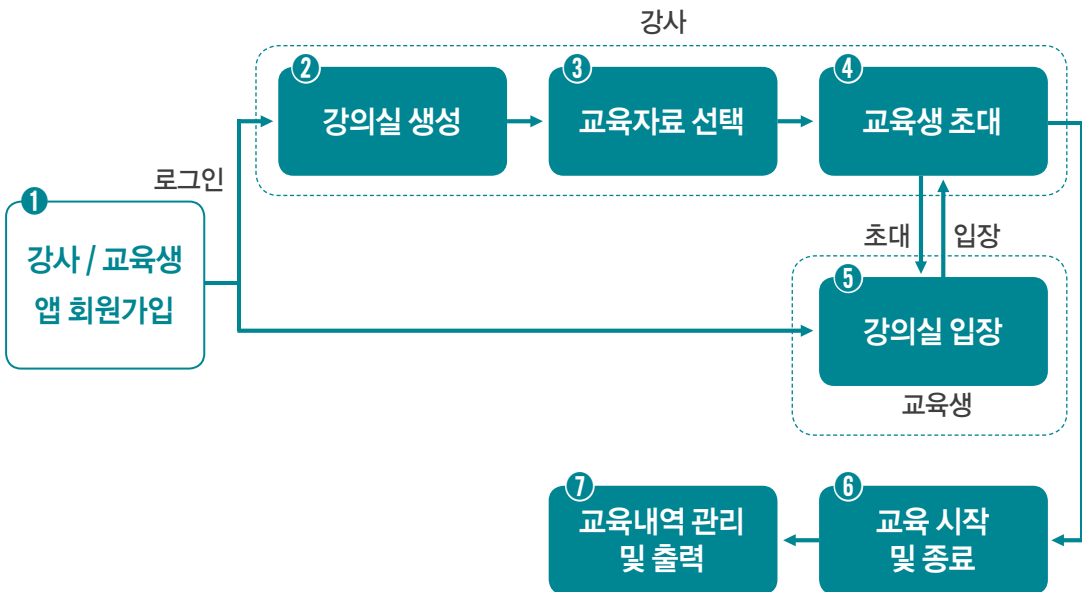 강사
2
강의실 생성
3
교육자료 선택
4
교육생 초대
로그인
1
강사 / 교육생
앱 회원가입
초대
입장
5
강의실 입장
교육생
7
교육내역 관리
및 출력
6
교육 시작
및 종료